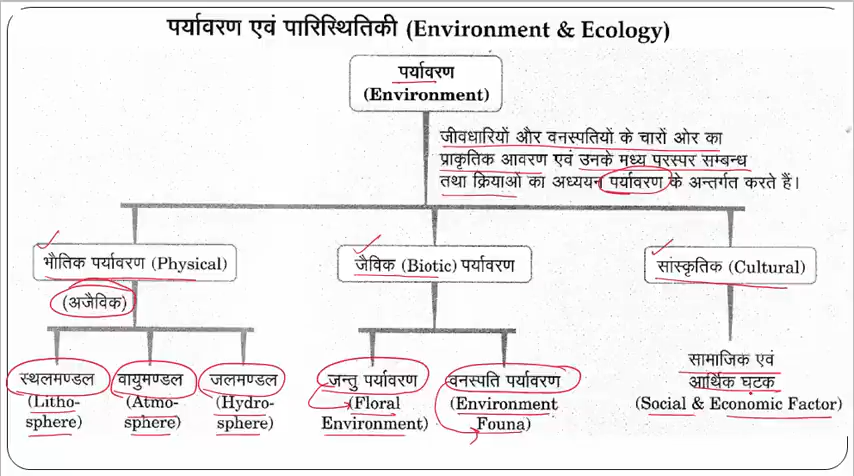 पर्यावरण एवं पारिस्थितिकी (Environment & Ecology)
पर्यावरण
(Environment)
जीवधारियों और वनस्पतियों के चारों ओर का
प्राकृतिक आवरण एवं उनके मध्य परस्पर सम्बन्ध
तथा क्रियाओं का अध्ययन पर्यावरण के अन्तर्गत करते हैं।
भौतिक पर्यावरण (Physical)
(अजैविक)
जैविक (Biotic) पर्यावरण
सांस्कृतिक (Cultural)
स्थलमण्डल
(Litho-
sphere)
वायुमण्डल
(Atmo-
sphere)
जलमण्डल
(Hydro-
sphere)
जन्तु पर्यावरण
(Floral
Environment)
वनस्पति पर्यावरण
(Environment
Founa)
सामाजिक एवं
आर्थिक घटक
(Social & Economic Factor)